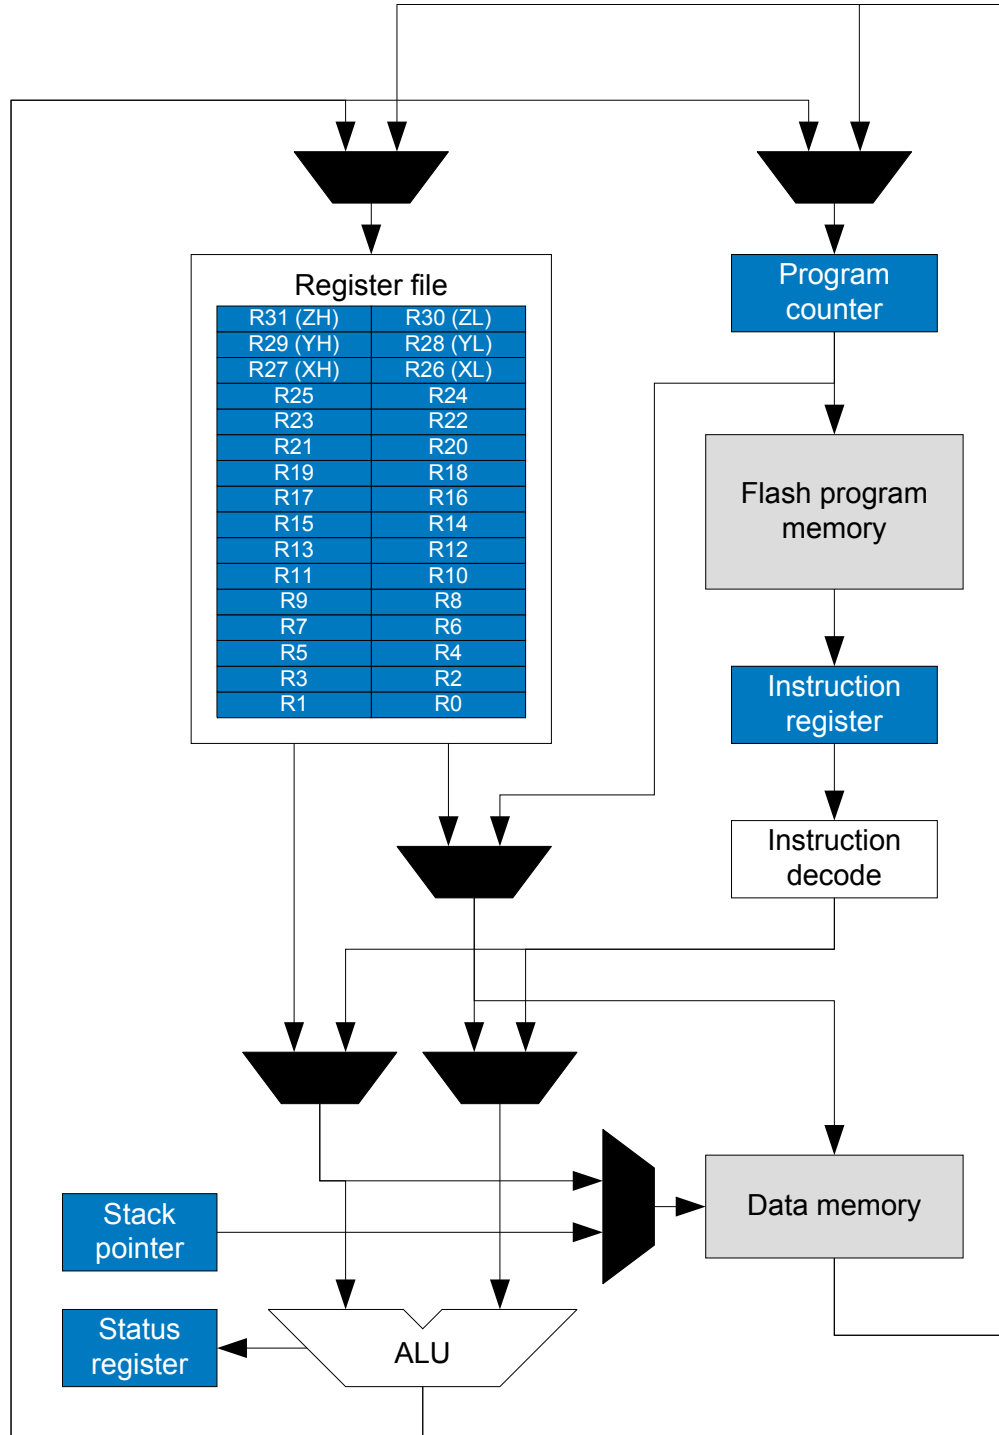 Register file
R31 (ZH) R30 (ZL)
R29 (YH) R28 (YL)
R27 (XH) R26 (XL)
R25 R24
R23 R22
R21 R20
R19 R18
R17 R16
R15 R14
R13 R12
R11 R10
R9 R8
R7 R6
R5 R4
R3 R2
R1 R0
Program
counter
Flash program
memory
Instruction
register
Instruction
decode
Stack
pointer
Data memory
Status
register
ALU